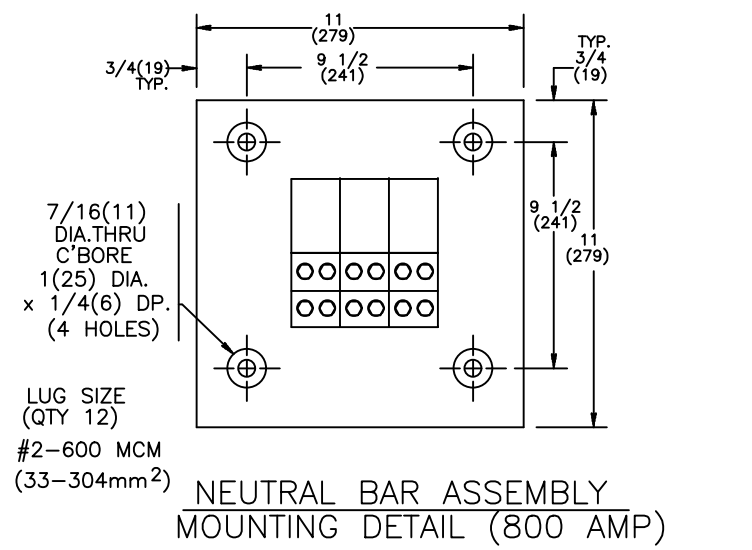 11
(279)
9 1/2
(241)
3/4(19)
TYP.
TYP.
3/4
(19)
9 1/2
(241)
11
(279)
7/16(11)
DIA.THRU
C'BORE
1(25) DIA.
x 1/4(6) DP.
(4 HOLES)
LUG SIZE
(QTY 12)
#2-600 MCM
(33-304mm²)
NEUTRAL BAR ASSEMBLY
MOUNTING DETAIL (800 AMP)